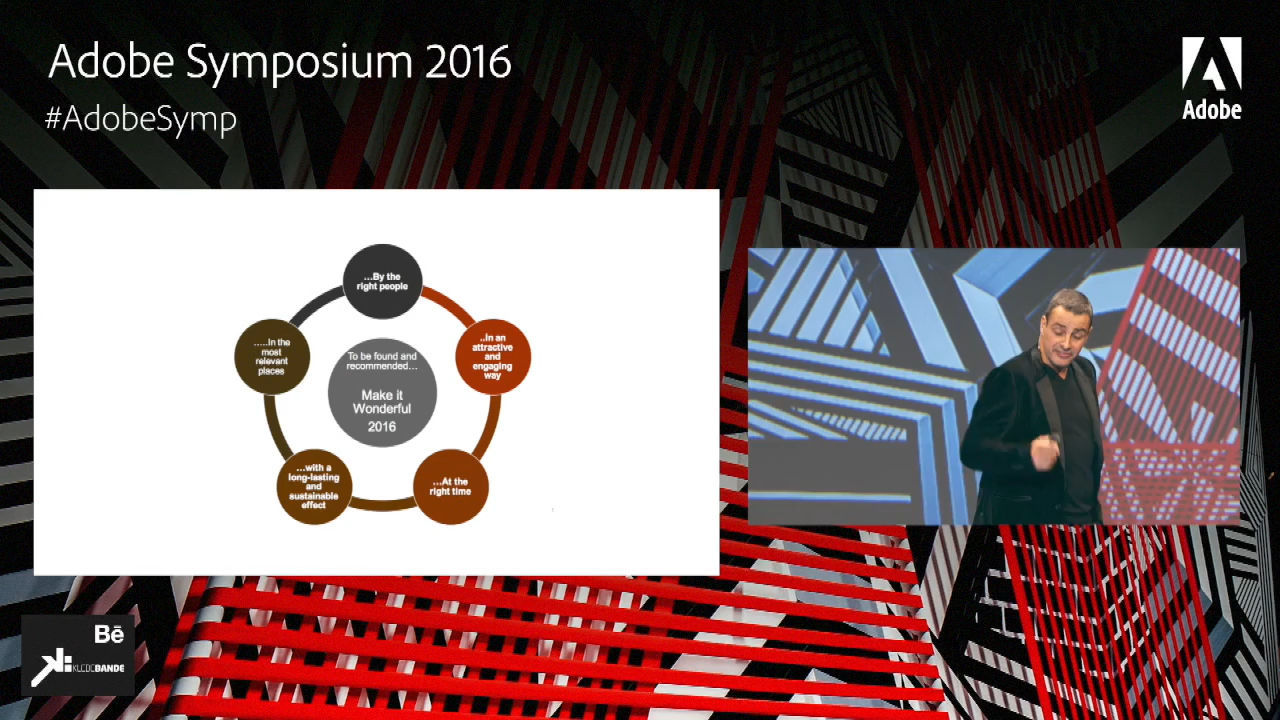 Adobe Symposium 2016
#AdobeSymp
Adobe
...By the
right people
..In an
attractive
and
engaging
way
...At the
right time
...with a
long-lasting
and
sustainable
effect
.....In the
most
relevant
places
To be found and
recommended...
Make it
Wonderful
2016
Bē
KLEBEBANDE